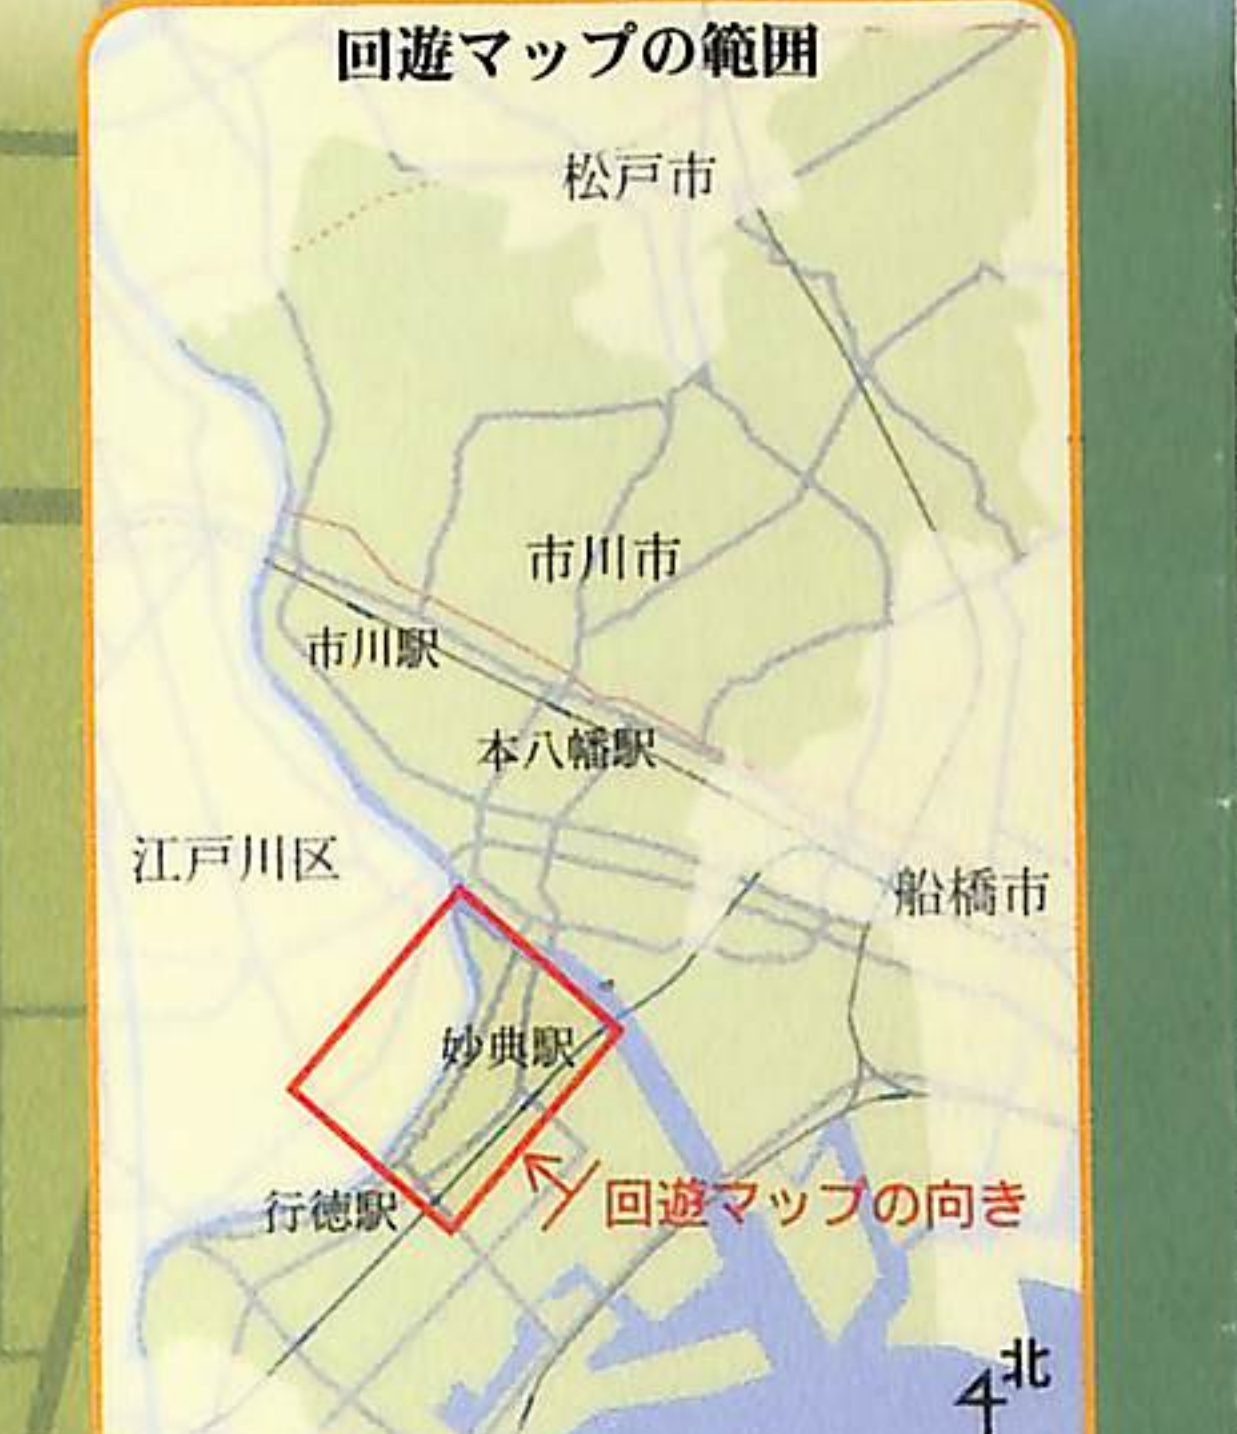 回遊マップの範囲
松戸市
市川市
市川駅
本八幡駅
江戸川区
船橋市
妙典駅
行徳駅
回遊マップの向き
北